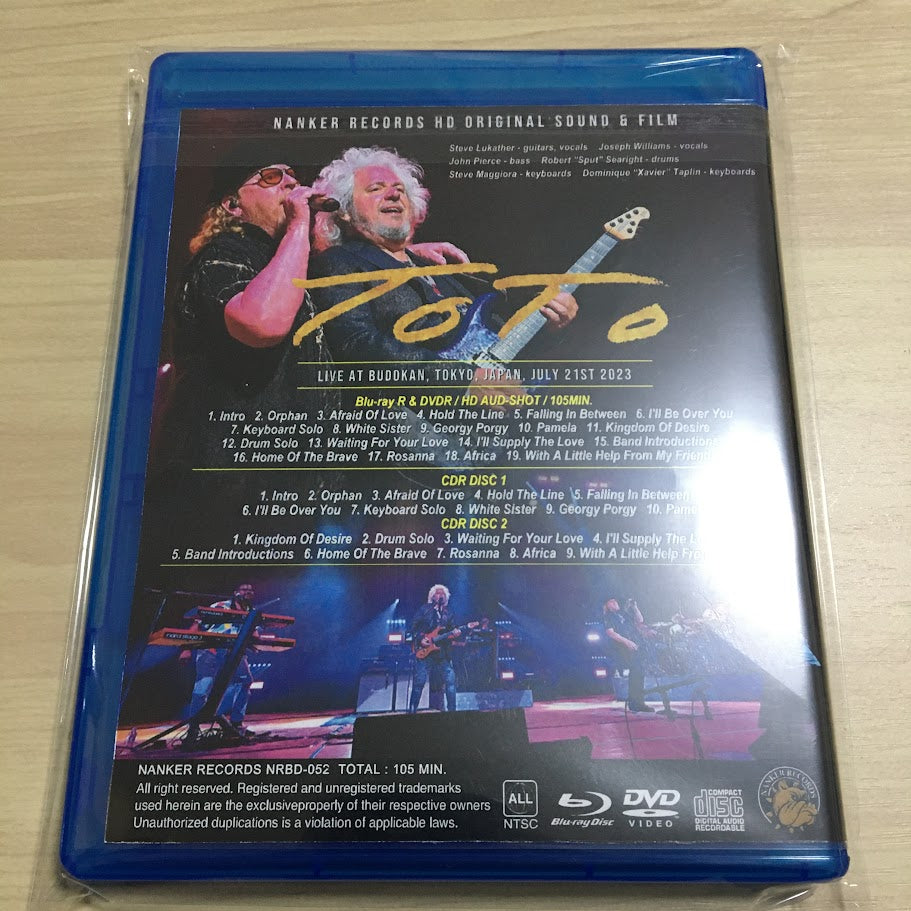 NANKER RECORDS HD ORIGINAL SOUND & FILM
Steve Lukather - guitars, vocals Joseph Williams - vocals
John Pierce - bass Robert "Sput" Searight - drums
Steve Maggiora - keyboards Dominique "Xavier" Taplin - keyboards
TOTO
LIVE AT BUDOKAN, TOKYO, JAPAN, JULY 21ST 2023
Blu-ray R & DVDR / HD AUD-SHOT / 105MIN.
1. Intro 2. Orphan 3. Afraid Of Love 4. Hold The Line 5. Falling In Between 6. I'll Be Over You
7. Keyboard Solo 8. White Sister 9. Georgy Porgy 10. Pamela 11. Kingdom Of Desire
12. Drum Solo 13. Waiting For Your Love 14. I'll Supply The Love 15. Band Introductions
16. Home Of The Brave 17. Rosanna 18. Africa 19. With A Little Help From My Friend
CDR DISC 1
1. Intro 2. Orphan 3. Afraid Of Love 4. Hold The Line 5. Falling In Between
6. I'll Be Over You 7. Keyboard Solo 8. White Sister 9. Georgy Porgy 10. Pame
CDR DISC 2
1. Kingdom Of Desire 2. Drum Solo 3. Waiting For Your Love 4. I'll Supply The
5. Band Introductions 6. Home Of The Brave 7. Rosanna 8. Africa 9. With A Little Help
nord stage 3
NANKER RECORDS NRBD-052 TOTAL : 105 MIN.
All right reserved. Registered and unregistered trademarks
used herein are the exclusiveproperly of their respective owners
Unauthorized duplications is a violation of applicable laws.
ALL
NTSC
Blu-ray Disc
DVD
VIDEO
COMPACT
disc
DIGITAL AUDIO
RECORDABLE
NANKER RECORDS